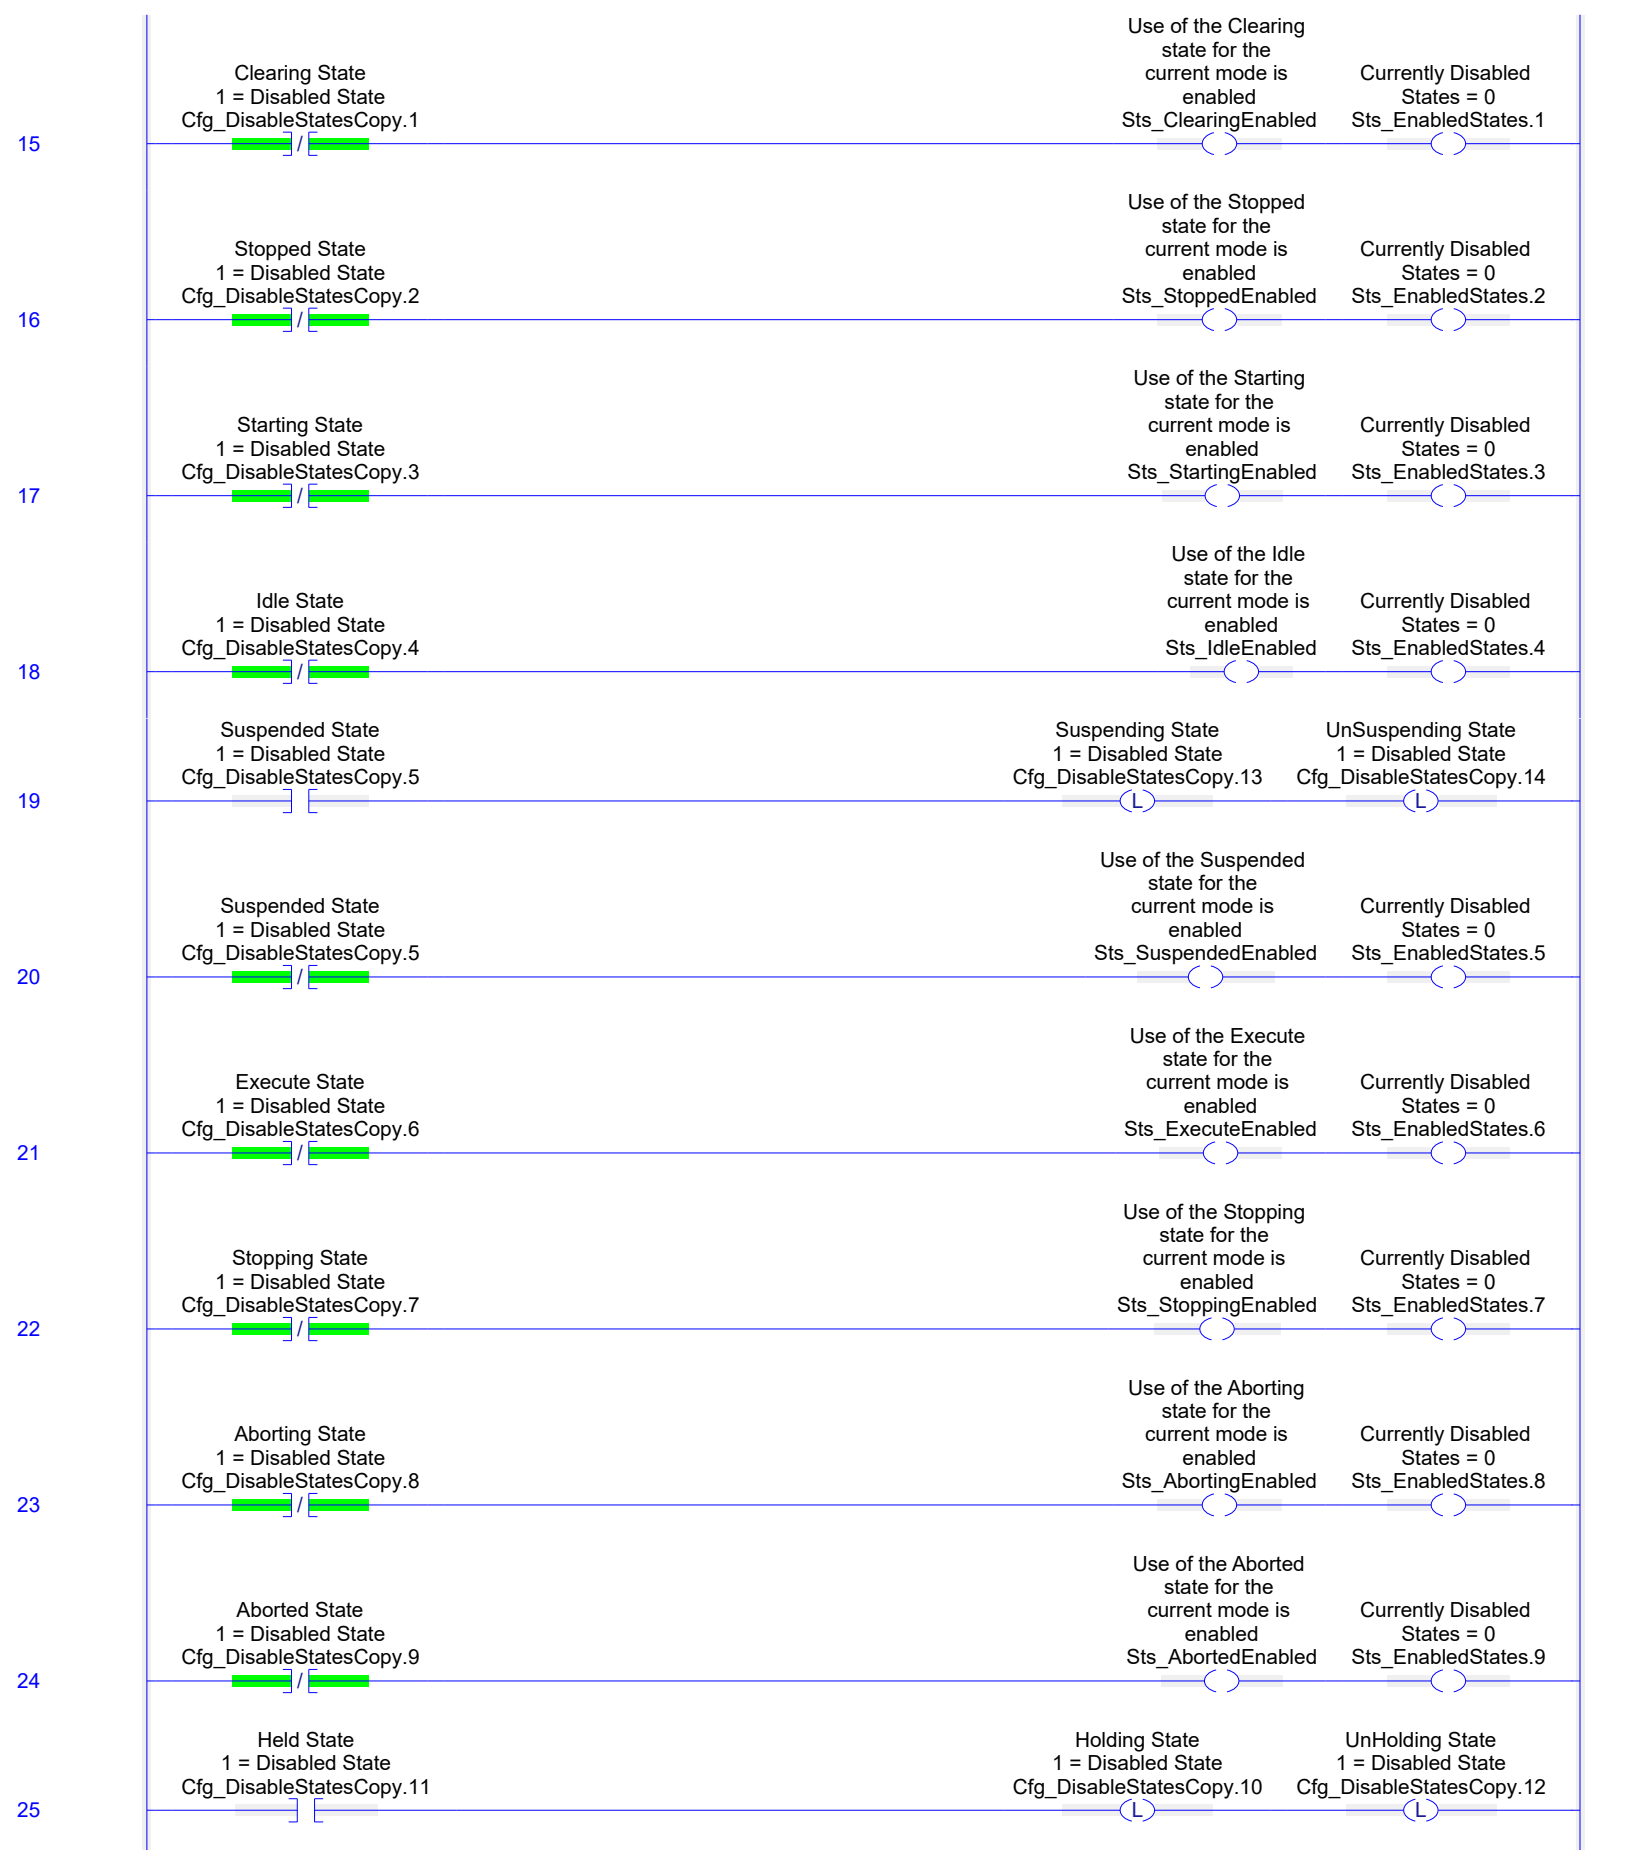 Clearing State
1 = Disabled State
Cfg_DisableStatesCopy.1
Use of the Clearing
state for the
current mode is
enabled
Sts_ClearingEnabled
Currently Disabled
States = 0
Sts_EnabledStates.1
15
/
Stopped State
1 = Disabled State
Cfg_DisableStatesCopy.2
Use of the Stopped
state for the
current mode is
enabled
Sts_StoppedEnabled
Currently Disabled
States = 0
Sts_EnabledStates.2
16
/
Starting State
1 = Disabled State
Cfg_DisableStatesCopy.3
Use of the Starting
state for the
current mode is
enabled
Sts_StartingEnabled
Currently Disabled
States = 0
Sts_EnabledStates.3
17
/
Idle State
1 = Disabled State
Cfg_DisableStatesCopy.4
Use of the Idle
state for the
current mode is
enabled
Sts_IdleEnabled
Currently Disabled
States = 0
Sts_EnabledStates.4
18
/
Suspended State
1 = Disabled State
Cfg_DisableStatesCopy.5
Suspending State
1 = Disabled State
Cfg_DisableStatesCopy.13
UnSuspending State
1 = Disabled State
Cfg_DisableStatesCopy.14
19
L
L
Suspended State
1 = Disabled State
Cfg_DisableStatesCopy.5
Use of the Suspended
state for the
current mode is
enabled
Sts_SuspendedEnabled
Currently Disabled
States = 0
Sts_EnabledStates.5
20
/
Execute State
1 = Disabled State
Cfg_DisableStatesCopy.6
Use of the Execute
state for the
current mode is
enabled
Sts_ExecuteEnabled
Currently Disabled
States = 0
Sts_EnabledStates.6
21
/
Stopping State
1 = Disabled State
Cfg_DisableStatesCopy.7
Use of the Stopping
state for the
current mode is
enabled
Sts_StoppingEnabled
Currently Disabled
States = 0
Sts_EnabledStates.7
22
/
Aborting State
1 = Disabled State
Cfg_DisableStatesCopy.8
Use of the Aborting
state for the
current mode is
enabled
Sts_AbortingEnabled
Currently Disabled
States = 0
Sts_EnabledStates.8
23
/
Aborted State
1 = Disabled State
Cfg_DisableStatesCopy.9
Use of the Aborted
state for the
current mode is
enabled
Sts_AbortedEnabled
Currently Disabled
States = 0
Sts_EnabledStates.9
24
/
Held State
1 = Disabled State
Cfg_DisableStatesCopy.11
Holding State
1 = Disabled State
Cfg_DisableStatesCopy.10
UnHolding State
1 = Disabled State
Cfg_DisableStatesCopy.12
25
L
L